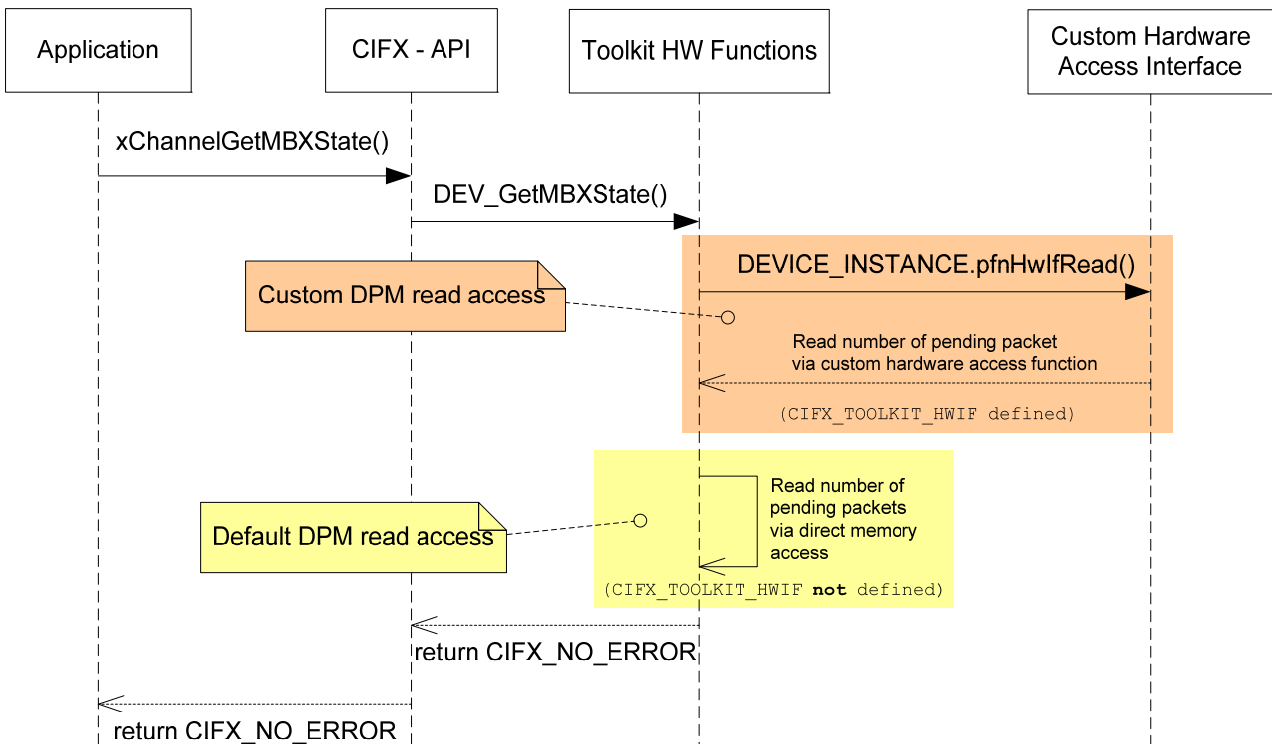 Application
CIFX - API
Toolkit HW Functions
Custom Hardware
Access Interface
xChannelGetMBXState()
DEV_GetMBXState()
DEVICE_INSTANCE.pfnHwIfRead()
Custom DPM read access
Read number of pending packet
via custom hardware access function
(CIFX_TOOLKIT_HWIF defined)
Read number of
pending packets
via direct memory
access
Default DPM read access
(CIFX_TOOLKIT_HWIF not defined)
return CIFX_NO_ERROR
return CIFX_NO_ERROR